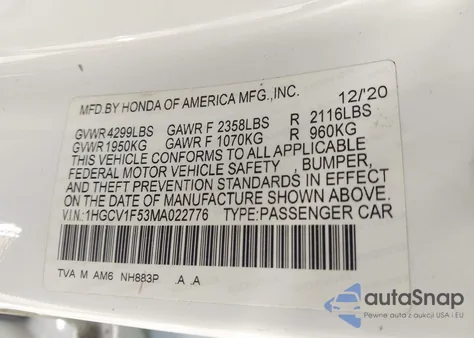 MFD.BY HONDA OF AMERICA MFG.,INC. 12/'20
GVWR 4299LBS GAWR F 2358LBS R 2116LBS
GVWR 1950KG GAWR F 1070KG R 960KG
THIS VEHICLE CONFORMS TO ALL APPLICABLE
FEDERAL MOTOR VEHICLE SAFETY , BUMPER,
AND THEFT PREVENTION STANDARDS IN EFFECT
ON THE DATE OF MANUFACTURE SHOWN ABOVE.
V.I.N.:1HGCV1F53MA022776 TYPE:PASSENGER CAR
TVA M AM6 NH883P .A .A
autoSnap
Pewne auta z aukcji USA i EU